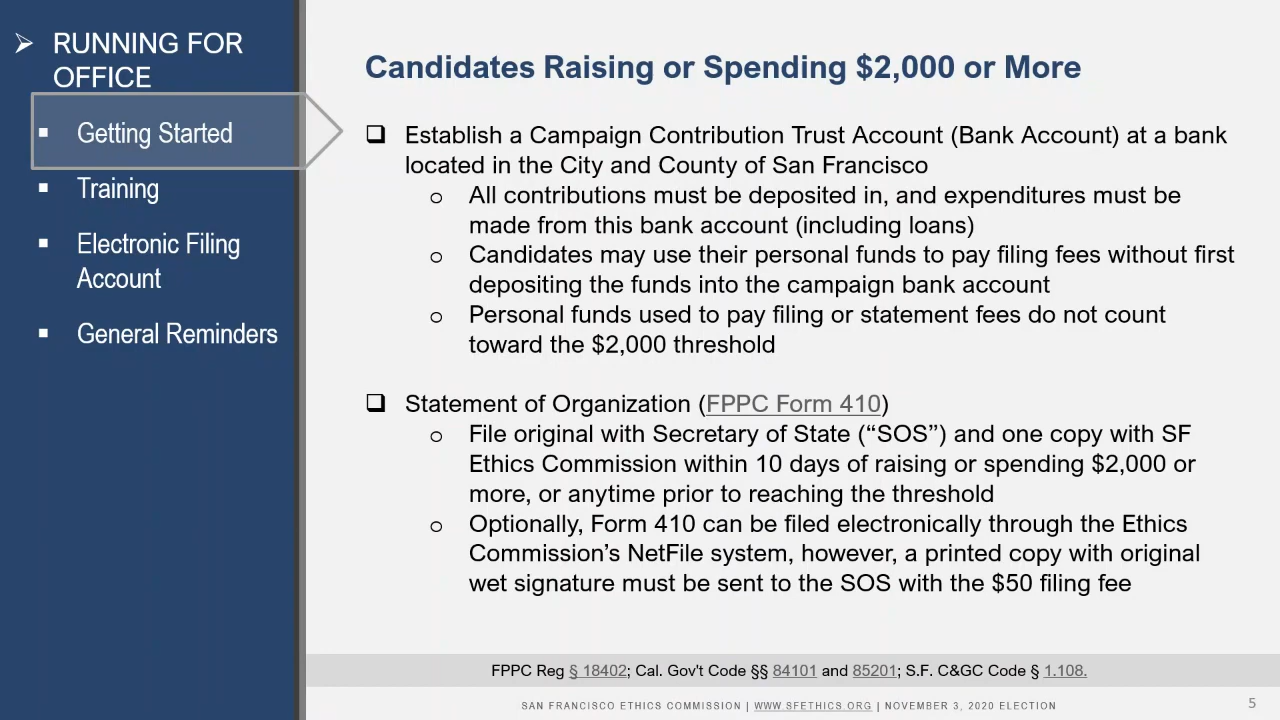 RUNNING FOR
OFFICE
Getting Started
Training
Electronic Filing
Account
General Reminders
Candidates Raising or Spending $2,000 or More
Establish a Campaign Contribution Trust Account (Bank Account) at a bank
located in the City and County of San Francisco
All contributions must be deposited in, and expenditures must be
made from this bank account (including loans)
Candidates may use their personal funds to pay filing fees without first
depositing the funds into the campaign bank account
Personal funds used to pay filing or statement fees do not count
toward the $2,000 threshold
Statement of Organization (FPPC Form 410)
File original with Secretary of State (“SOS”) and one copy with SF
Ethics Commission within 10 days of raising or spending $2,000 or
more, or anytime prior to reaching the threshold
Optionally, Form 410 can be filed electronically through the Ethics
Commission’s NetFile system, however, a printed copy with original
wet signature must be sent to the SOS with the $50 filing fee
FPPC Reg § 18402; Cal. Gov't Code §§ 84101 and 85201; S.F. C&GC Code § 1.108.
SAN FRANCISCO ETHICS COMMISSION | WWW.SFETHICS.ORG | NOVEMBER 3, 2020 ELECTION
5